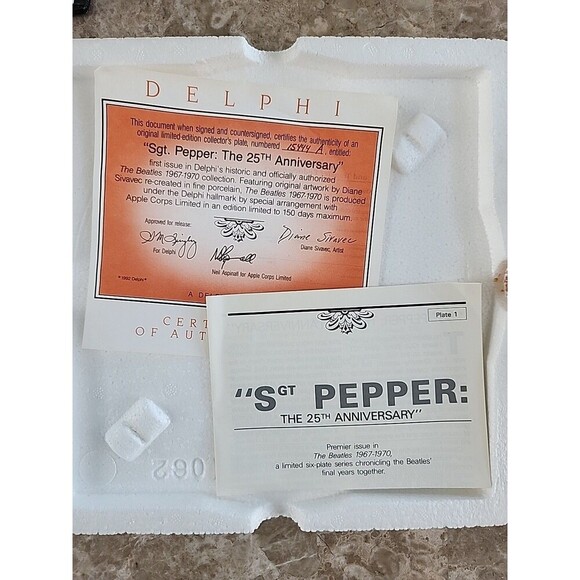 DELPHI
This document when signed and countersigned, certifies the authenticity of an
original limited-edition collector's plate, numbered 15444 A, entitled:
"Sgt. Pepper: The 25TH Anniversary"
first issue in Delphi's historic and officially authorized
The Beatles 1967-1970 collection. Featuring original artwork by Diane
Sivavec re-created in fine porcelain, The Beatles 1967-1970 is produced
under the Delphi hallmark by special arrangement with
Apple Corps Limited in an edition limited to 150 days maximum.
Approved for release:
For Delphi
Neil Aspinall for Apple Corps Limited
Diane Sivavec
Diane Sivavec, Artist
©1992 Delphi®
A DEL
CERT
OF AUT
Plate 1
"SGT PEPPER:
THE 25TH ANNIVERSARY"
Premier issue in
The Beatles 1967-1970,
a limited six-plate series chronicling the Beatles'
final years together.